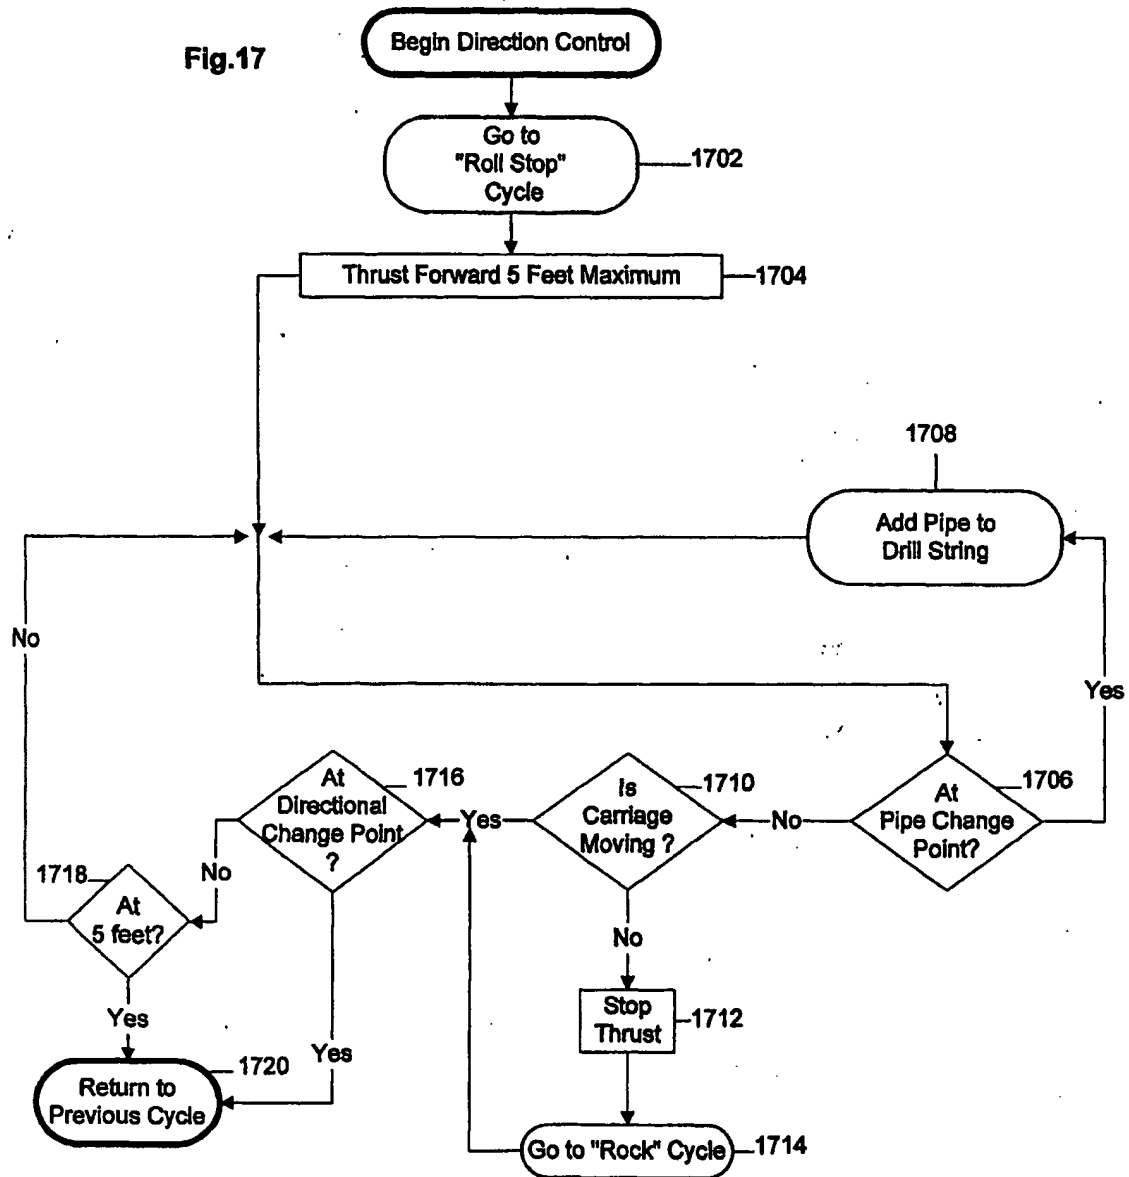 Fig.17
Begin Direction Control
Go to
"Roll Stop"
Cycle
1702
Thrust Forward 5 Feet Maximum
1704
1708
Add Pipe to
Drill String
No
Yes
At
Directional
Change Point
?
1716
Is
Carriage
Moving ?
1710
At
Pipe Change
Point?
1706
Yes
No
1718
At
5 feet?
No
No
Stop
Thrust
1712
Yes
Yes
Return to
Previous Cycle
1720
Go to "Rock" Cycle
1714